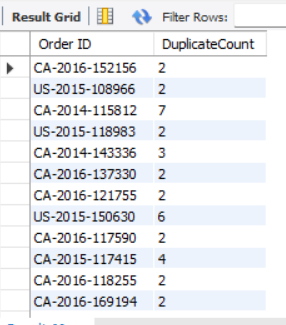 Result Grid Filter Rows:
Order ID DuplicateCount
CA-2016-152156 2
US-2015-108966 2
CA-2014-115812 7
US-2015-118983 2
CA-2014-143336 3
CA-2016-137330 2
CA-2016-121755 2
US-2015-150630 6
CA-2016-117590 2
CA-2015-117415 4
CA-2016-118255 2
CA-2016-169194 2